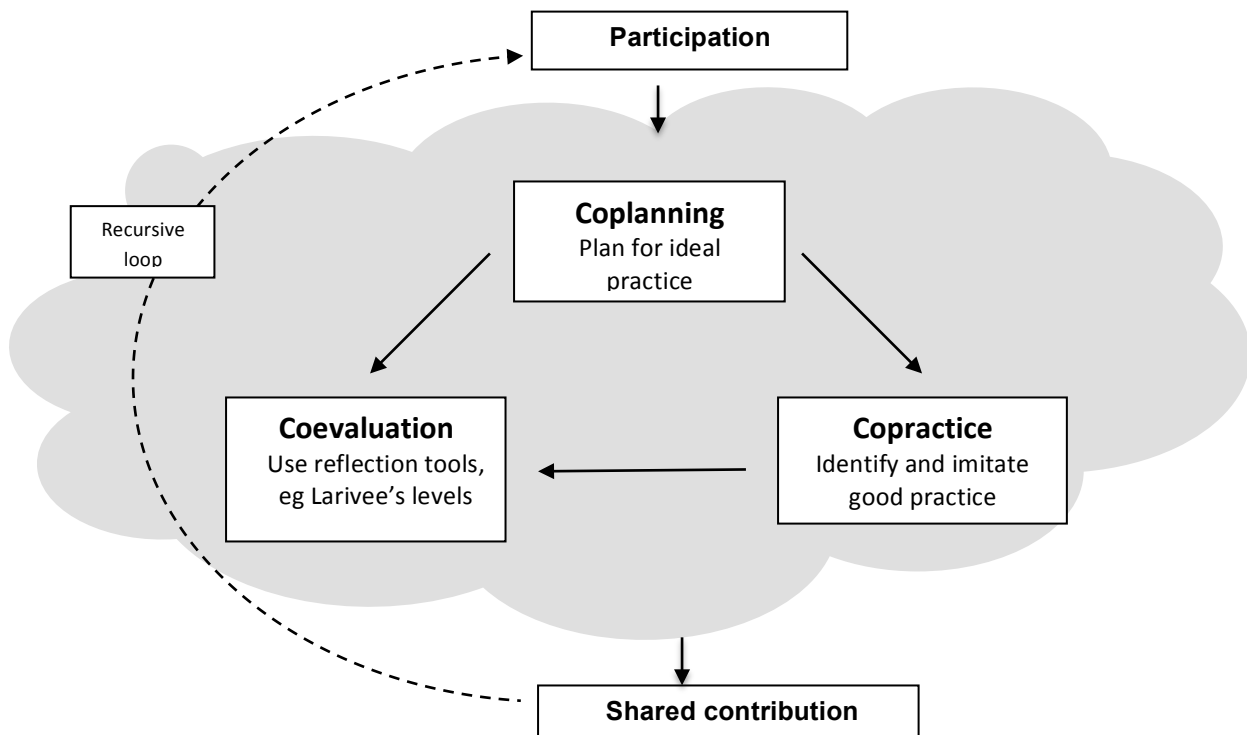 Participation
Coplanning
Plan for ideal
practice
Recursive
loop
Coevaluation
Use reflection tools,
eg Larivee’s levels
Copractice
Identify and imitate
good practice
Shared contribution